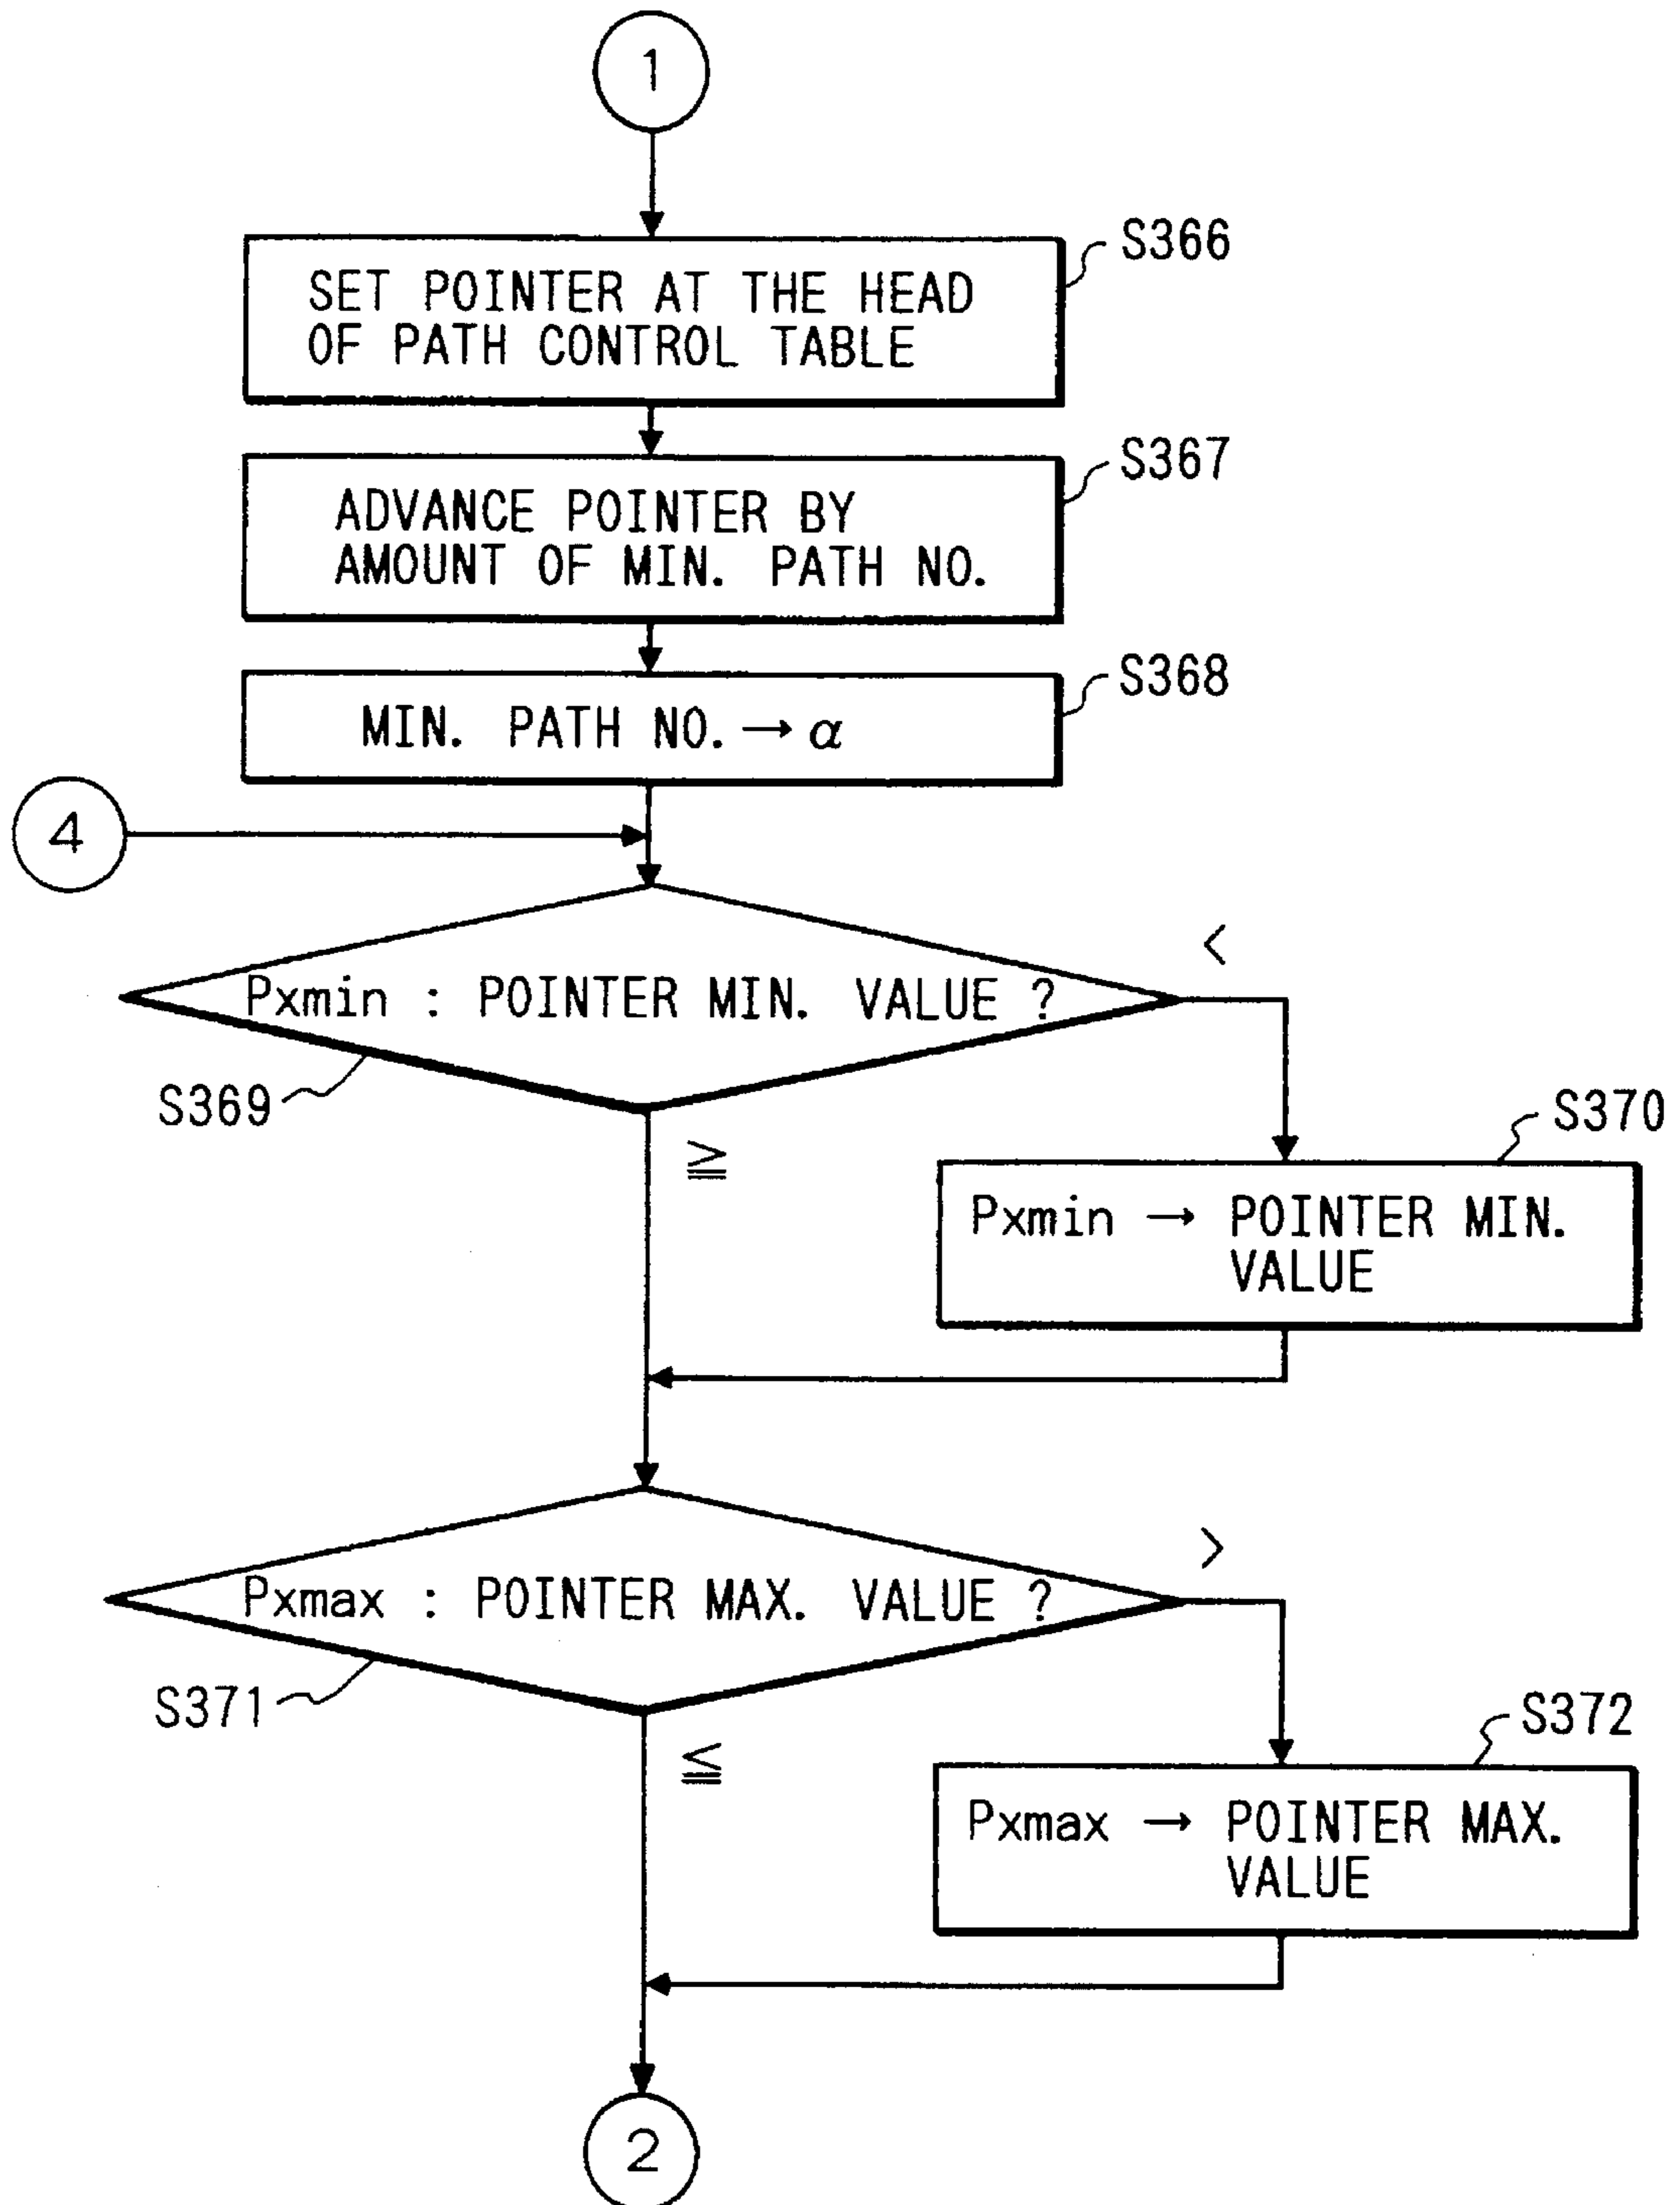 1
S366
SET POINTER AT THE HEAD
OF PATH CONTROL TABLE
S367
ADVANCE POINTER BY
AMOUNT OF MIN. PATH NO.
S368
MIN. PATH NO. → α
4
<
Pxmin : POINTER MIN. VALUE ?
S369
≧
S370
Pxmin → POINTER MIN.
VALUE
>
Pxmax : POINTER MAX. VALUE ?
S371
≦
S372
Pxmax → POINTER MAX.
VALUE
2